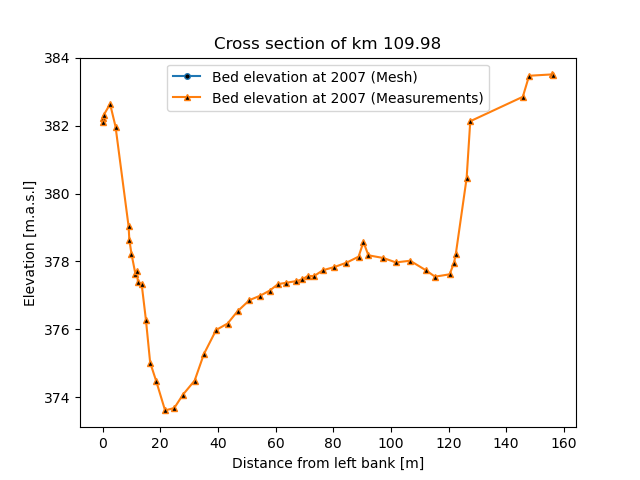 Cross section of km 109.98
Bed elevation at 2007 (Mesh)
Bed elevation at 2007 (Measurements)
Elevation [m.a.s.l]
384
382
380
378
376
374
0 20 40 60 80 100 120 140 160
Distance from left bank [m]